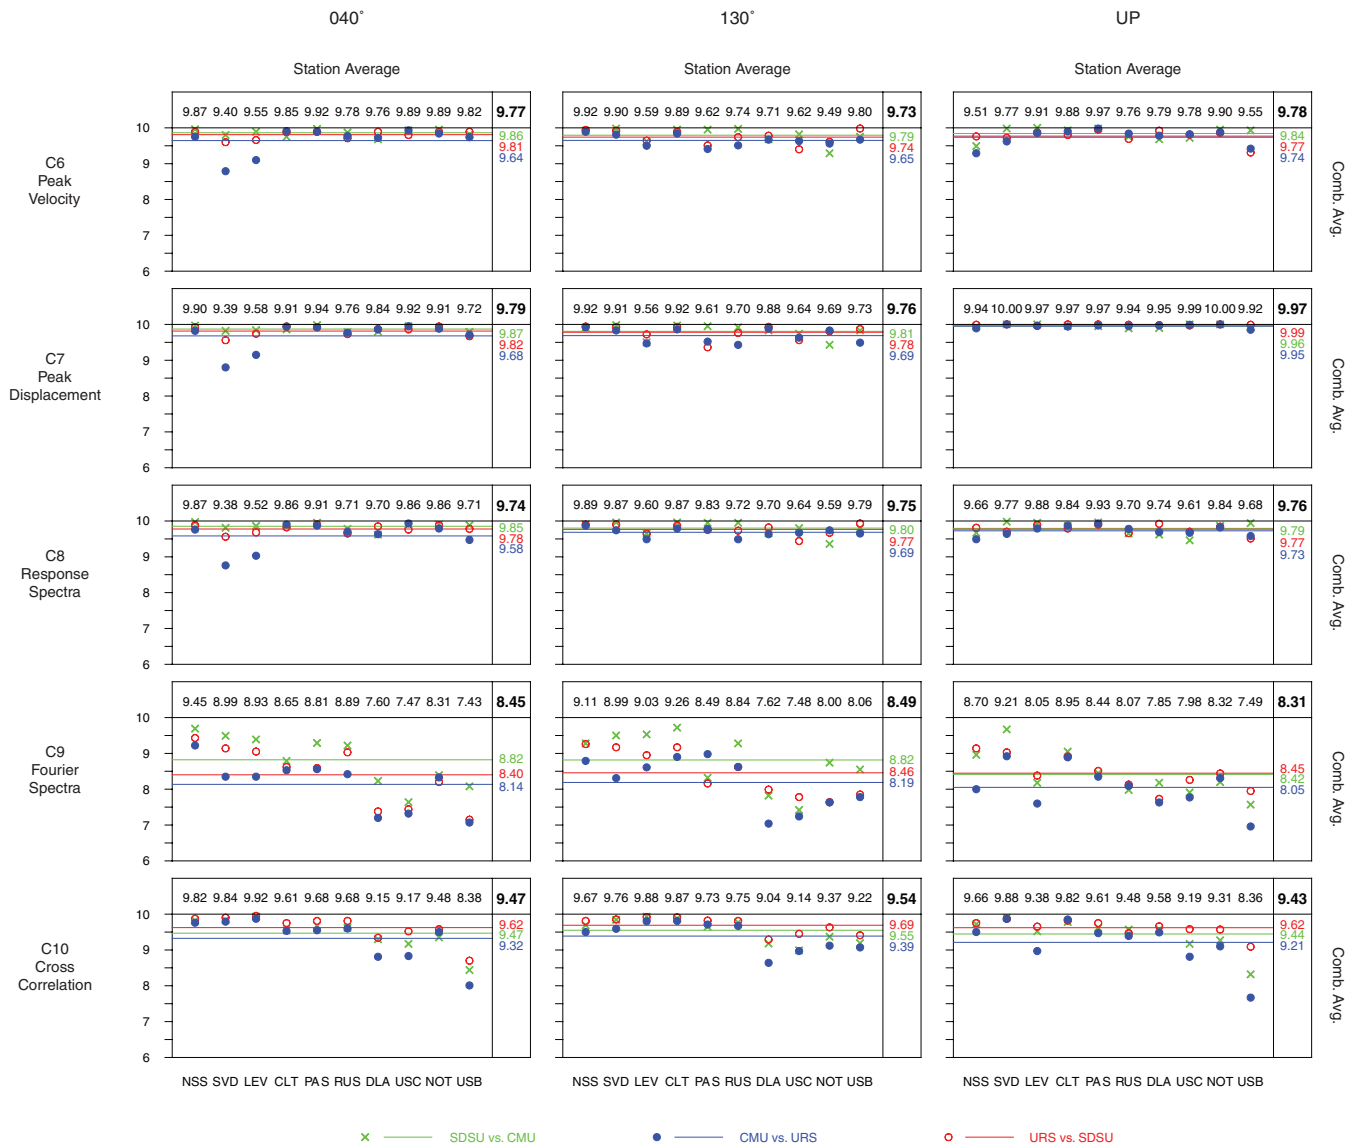 040° 130° UP
Station Average Station Average Station Average
9.87 9.40 9.55 9.85 9.92 9.78 9.76 9.89 9.89 9.82 9.77
9.92 9.90 9.59 9.89 9.62 9.74 9.71 9.62 9.49 9.80 9.73
9.51 9.77 9.91 9.88 9.97 9.76 9.79 9.78 9.90 9.55 9.78
C6
Peak
Velocity
10
9
8
7
6
9.86
9.81
9.64
9.79
9.74
9.65
9.84
9.77
9.74
Comb. Avg.
9.90 9.39 9.58 9.91 9.94 9.76 9.84 9.92 9.91 9.72 9.79
9.92 9.91 9.56 9.92 9.61 9.70 9.88 9.64 9.69 9.73 9.76
9.94 10.00 9.97 9.97 9.97 9.94 9.95 9.99 10.00 9.92 9.97
C7
Peak
Displacement
10
9
8
7
6
9.87
9.82
9.68
9.81
9.78
9.69
9.99
9.96
9.95
Comb. Avg.
9.87 9.38 9.52 9.86 9.91 9.71 9.70 9.86 9.86 9.71 9.74
9.89 9.87 9.60 9.87 9.83 9.72 9.70 9.64 9.59 9.79 9.75
9.66 9.77 9.88 9.84 9.93 9.70 9.74 9.61 9.84 9.68 9.76
C8
Response
Spectra
10
9
8
7
6
9.85
9.78
9.58
9.80
9.77
9.69
9.79
9.77
9.73
Comb. Avg.
9.45 8.99 8.93 8.65 8.81 8.89 7.60 7.47 8.31 7.43 8.45
9.11 8.99 9.03 9.26 8.49 8.84 7.62 7.48 8.00 8.06 8.49
8.70 9.21 8.05 8.95 8.44 8.07 7.85 7.98 8.32 7.49 8.31
C9
Fourier
Spectra
10
9
8
7
6
8.82
8.40
8.14
8.82
8.46
8.19
8.45
8.42
8.05
Comb. Avg.
9.82 9.84 9.92 9.61 9.68 9.68 9.15 9.17 9.48 8.38 9.47
9.67 9.76 9.88 9.87 9.73 9.75 9.04 9.14 9.37 9.22 9.54
9.66 9.88 9.38 9.82 9.61 9.48 9.58 9.19 9.31 8.36 9.43
C10
Cross
Correlation
10
9
8
7
6
9.62
9.47
9.32
9.69
9.55
9.39
9.62
9.44
9.21
Comb. Avg.
NSS SVD LEV CLT PAS RUS DLA USC NOT USB
NSS SVD LEV CLT PAS RUS DLA USC NOT USB
NSS SVD LEV CLT PAS RUS DLA USC NOT USB
SDSU vs. CMU CMU vs. URS URS vs. SDSU